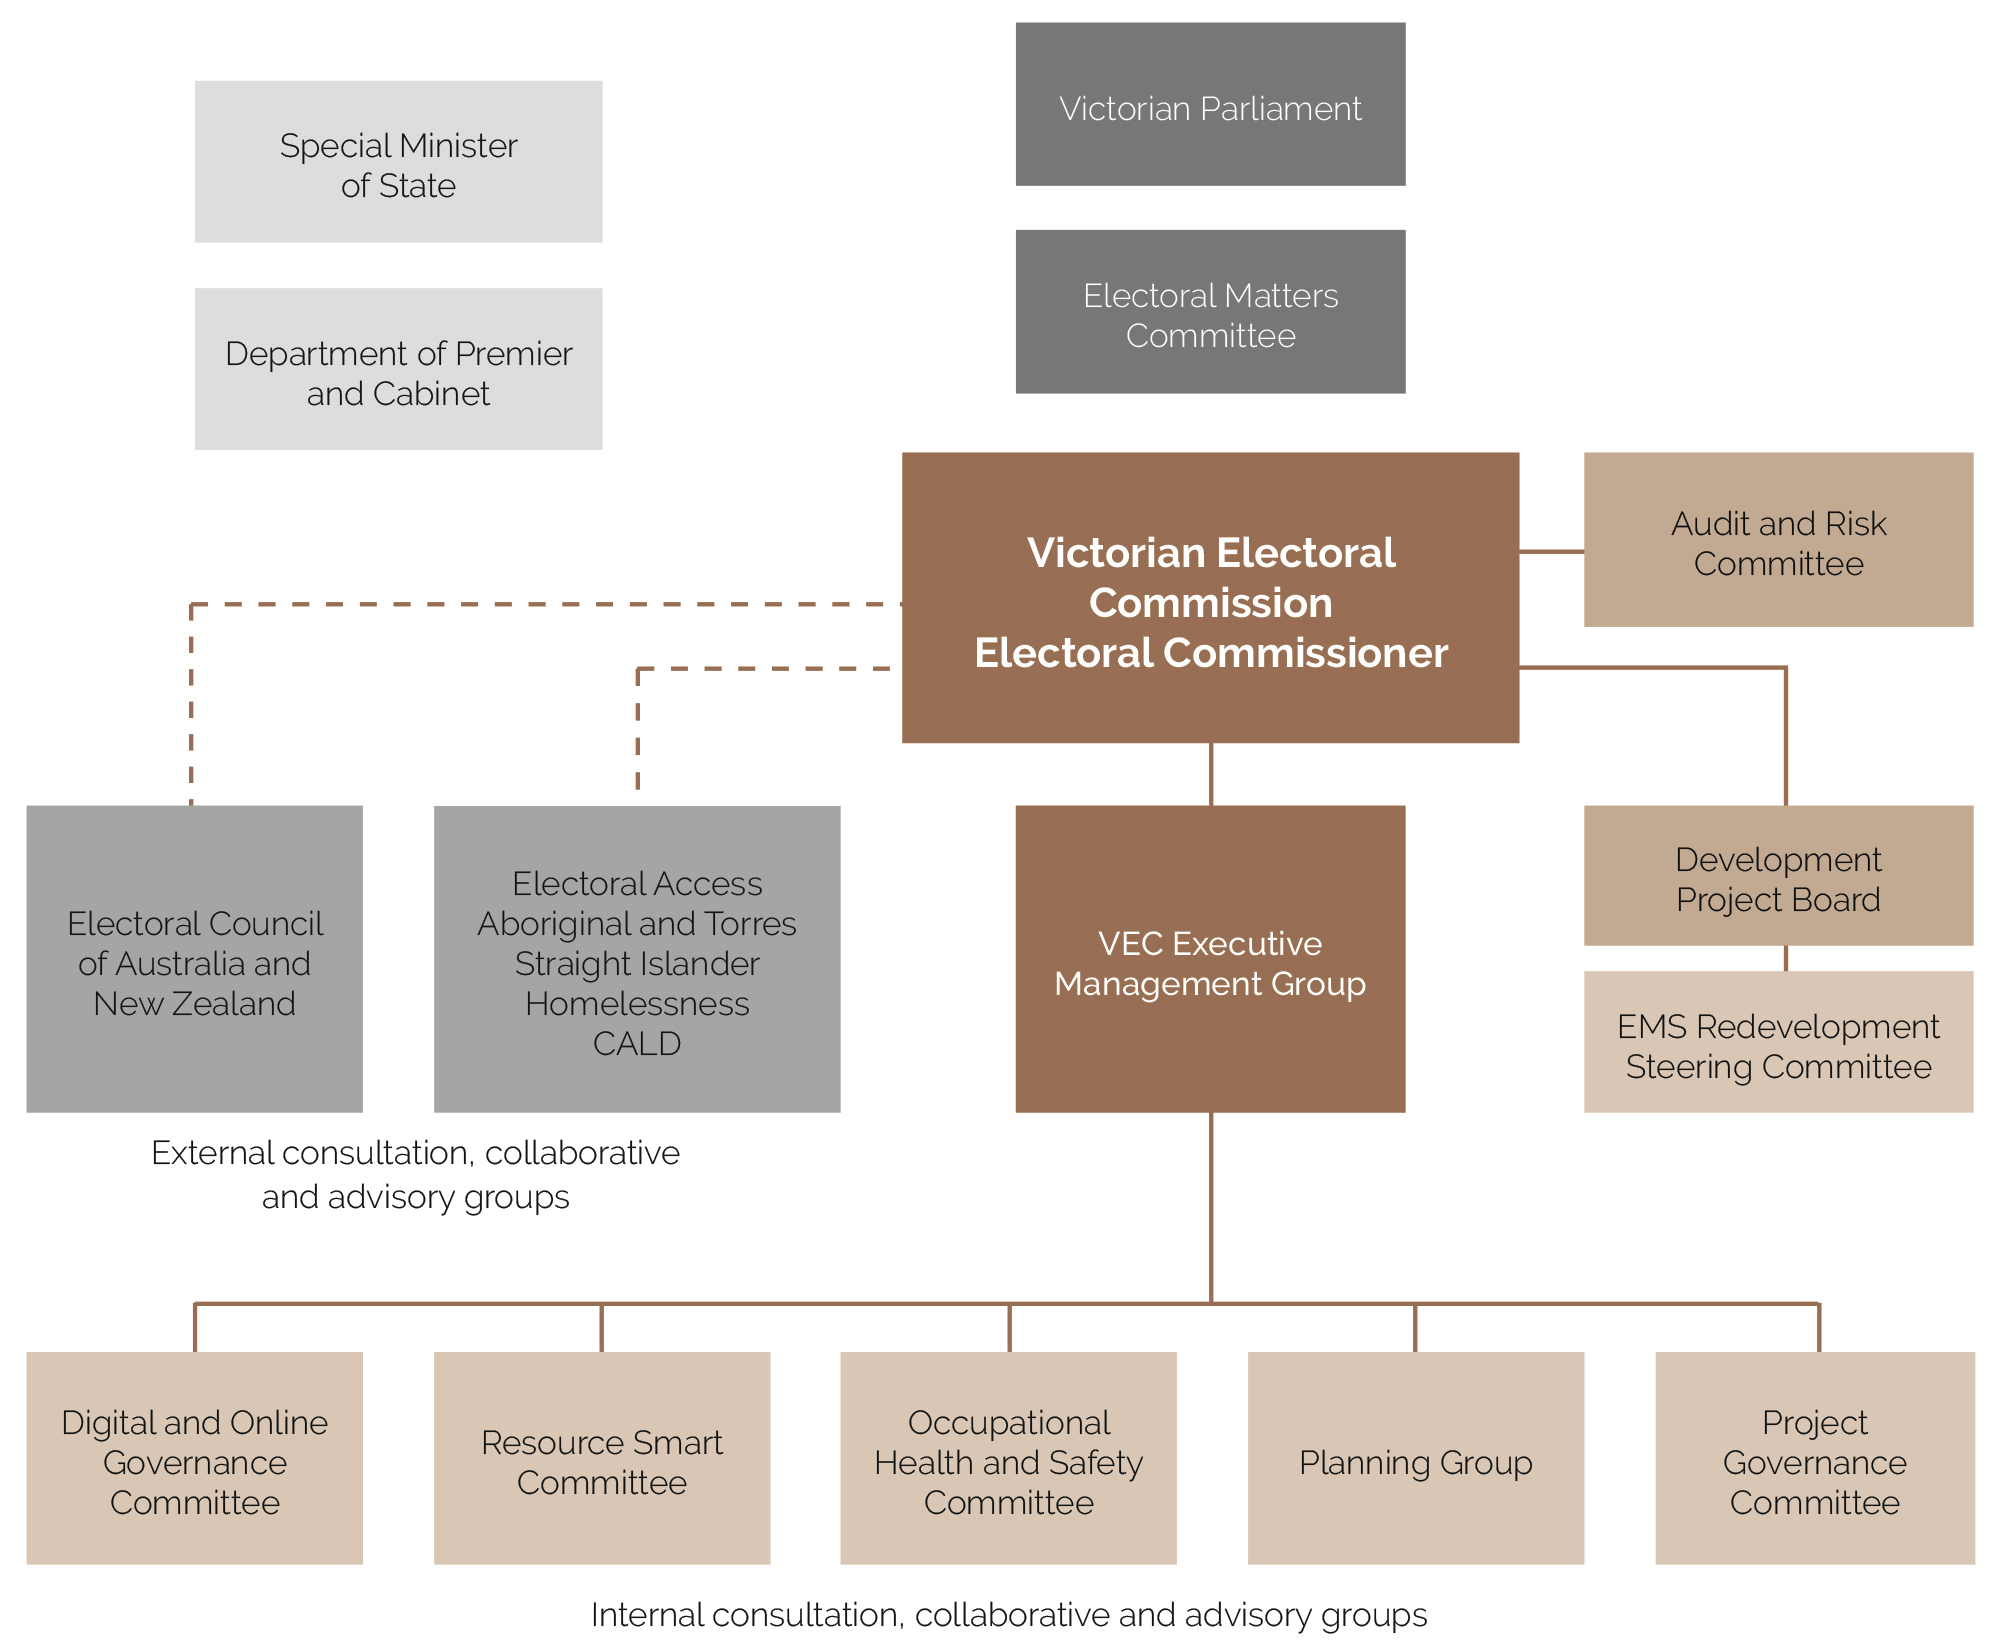 Special Minister
of State
Victorian Parliament
Department of Premier
and Cabinet
Electoral Matters
Committee
Victorian Electoral
Commission
Electoral Commissioner
Audit and Risk
Committee
Electoral Council
of Australia and
New Zealand
Electoral Access
Aboriginal and Torres
Straight Islander
Homelessness
CALD
VEC Executive
Management Group
Development
Project Board
EMS Redevelopment
Steering Committee
External consultation, collaborative
and advisory groups
Digital and Online
Governance
Committee
Resource Smart
Committee
Occupational
Health and Safety
Committee
Planning Group
Project
Governance
Committee
Internal consultation, collaborative and advisory groups